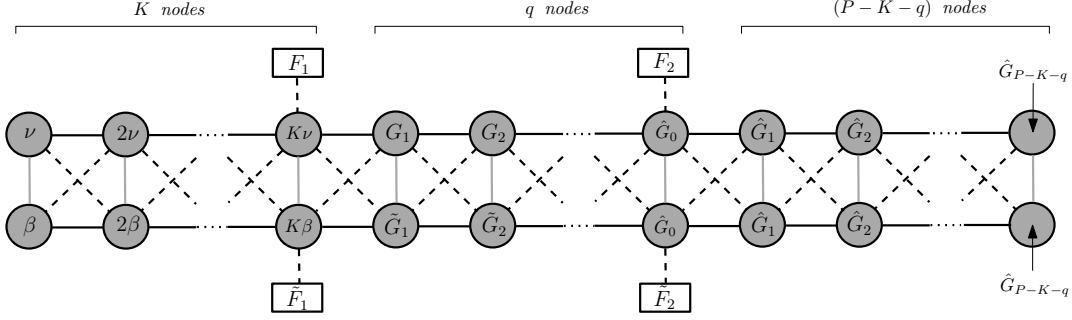 K nodes q nodes (P − K − q) nodes
F₁ F₂ Ĝ_{P−K−q}
ν 2ν ...... Kν G₁ G₂ ...... Ĝ₀ Ĝ₁ Ĝ₂ ......
β 2β ...... Kβ G̃₁ G̃₂ ...... Ĝ₀ Ĝ₁ Ĝ₂ ......
F̃₁ F̃₂ Ĝ_{P−K−q}